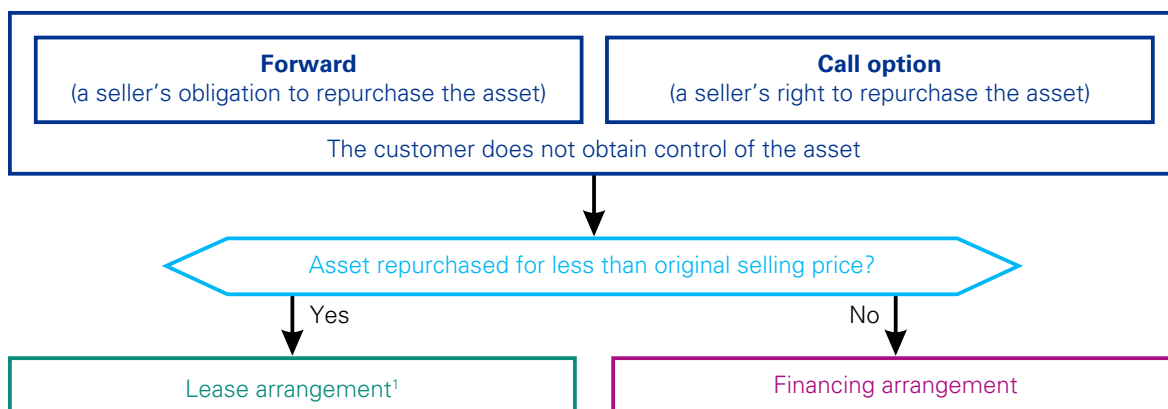 Forward
(a seller’s obligation to repurchase the asset)
Call option
(a seller’s right to repurchase the asset)
The customer does not obtain control of the asset
Asset repurchased for less than original selling price?
Yes
No
Lease arrangement¹
Financing arrangement